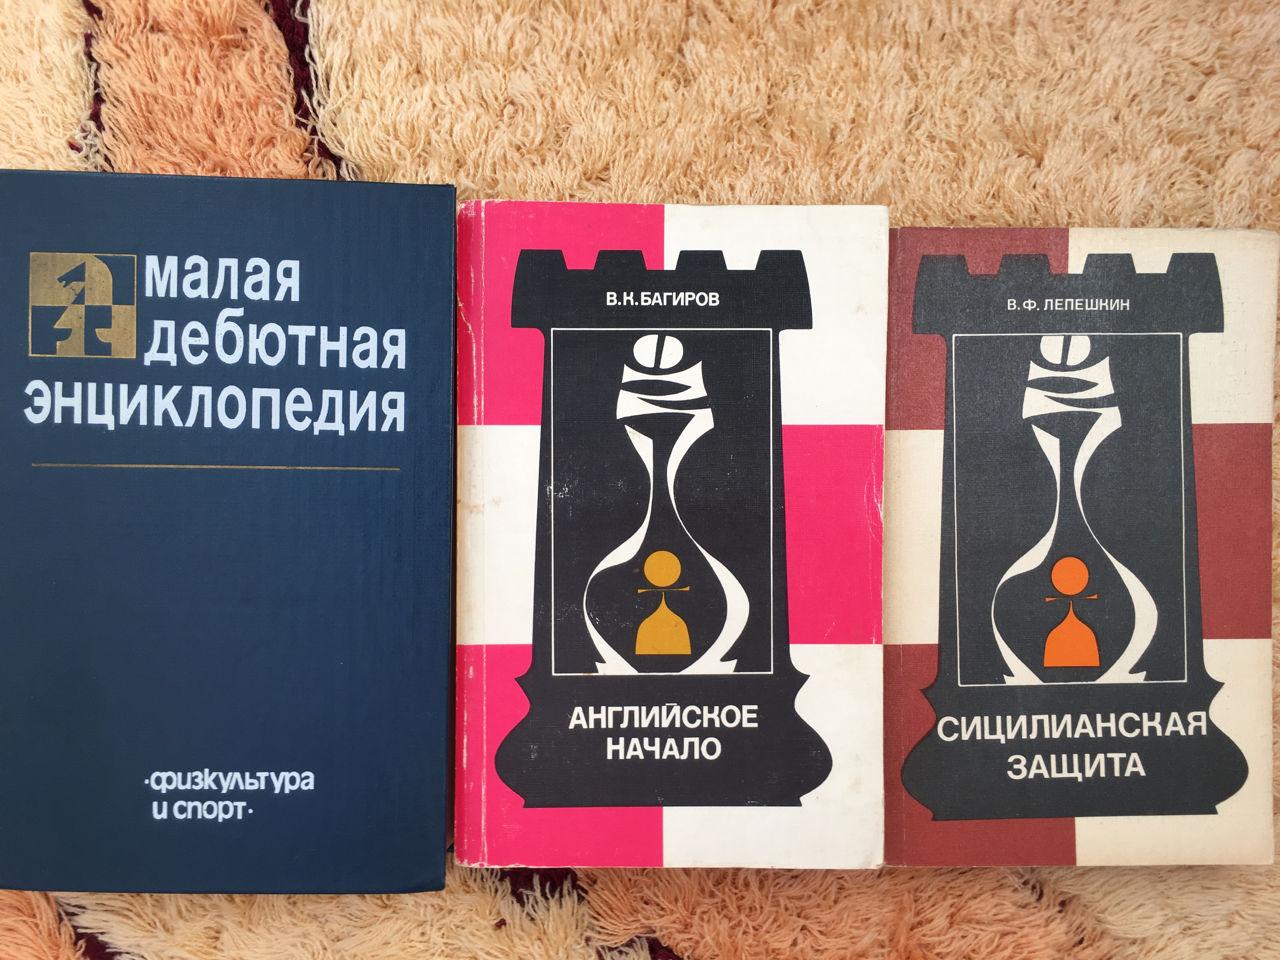 малая
дебютная
энциклопедия
·физкультура
и спорт·
В.К.БАГИРОВ
АНГЛИЙСКОЕ
НАЧАЛО
В.Ф. ЛЕПЕШКИН
СИЦИЛИАНСКАЯ
ЗАЩИТА